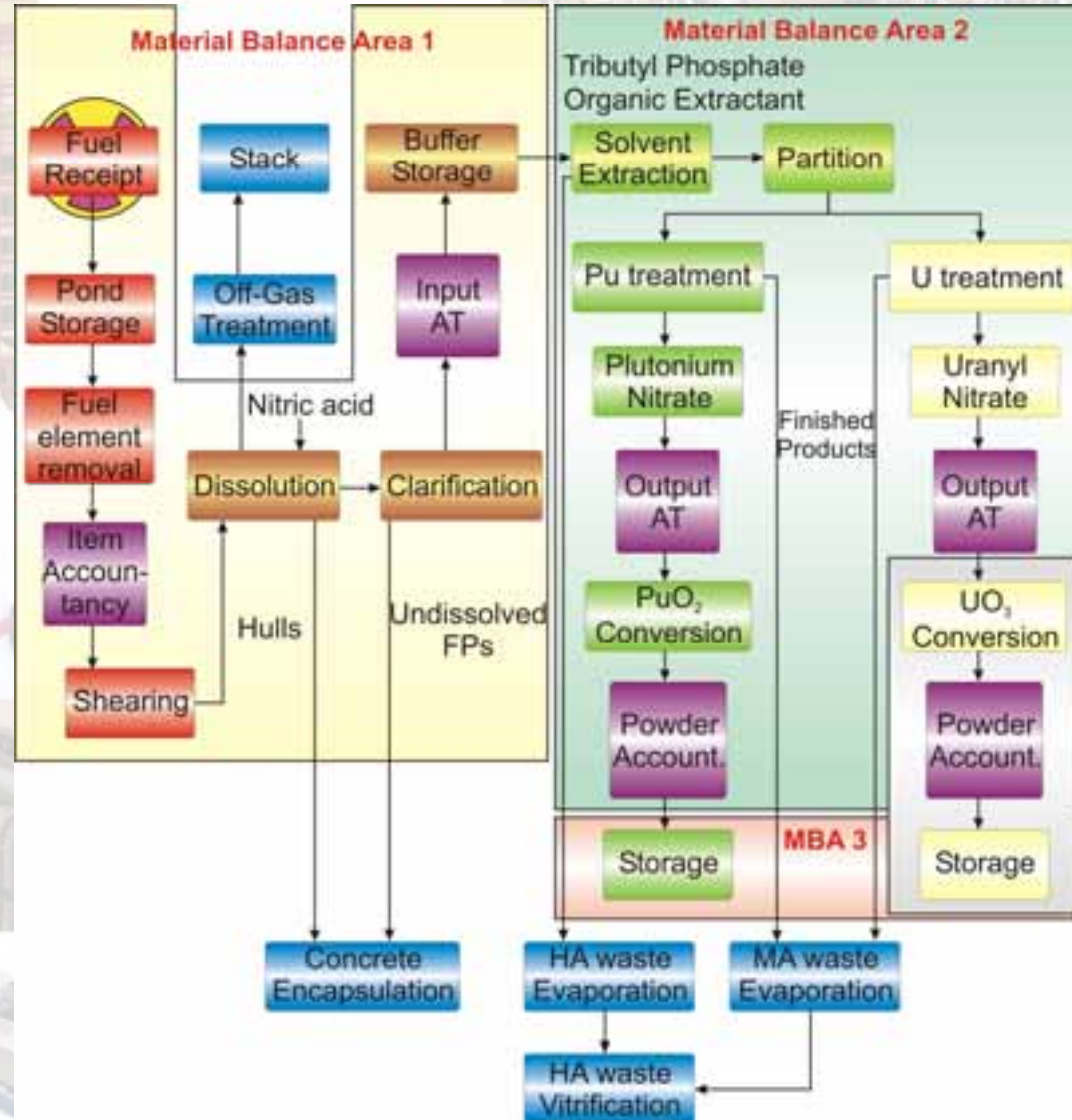 Material Balance Area 1
Fuel
Receipt
Pond
Storage
Fuel
element
removal
Item
Accoun-
tancy
Shearing
Stack
Off-Gas
Treatment
Nitric acid
Dissolution
Hulls
Buffer
Storage
Input
AT
Clarification
Undissolved
FPs
Material Balance Area 2
Tributyl Phosphate
Organic Extractant
Solvent
Extraction
Partition
Pu treatment
Plutonium
Nitrate
Output
AT
PuO₂
Conversion
Powder
Account.
Finished
Products
U treatment
Uranyl
Nitrate
Output
AT
UO₃
Conversion
Powder
Account.
Storage
MBA 3
Storage
Concrete
Encapsulation
HA waste
Evaporation
MA waste
Evaporation
HA waste
Vitrification